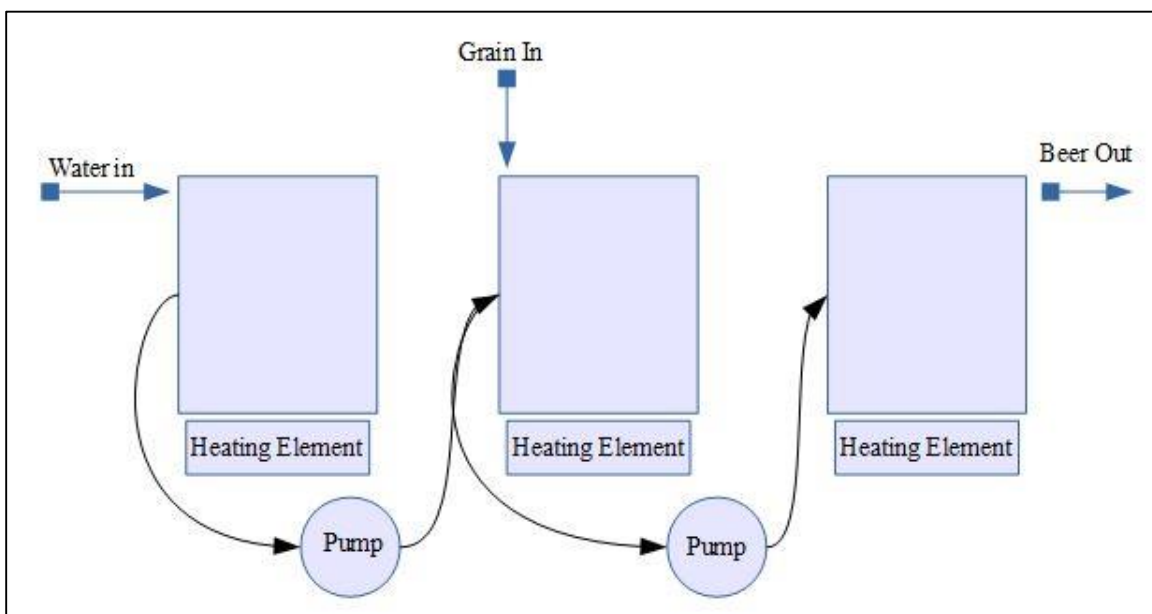 Grain In
Water in
Beer Out
Heating Element
Heating Element
Heating Element
Pump
Pump